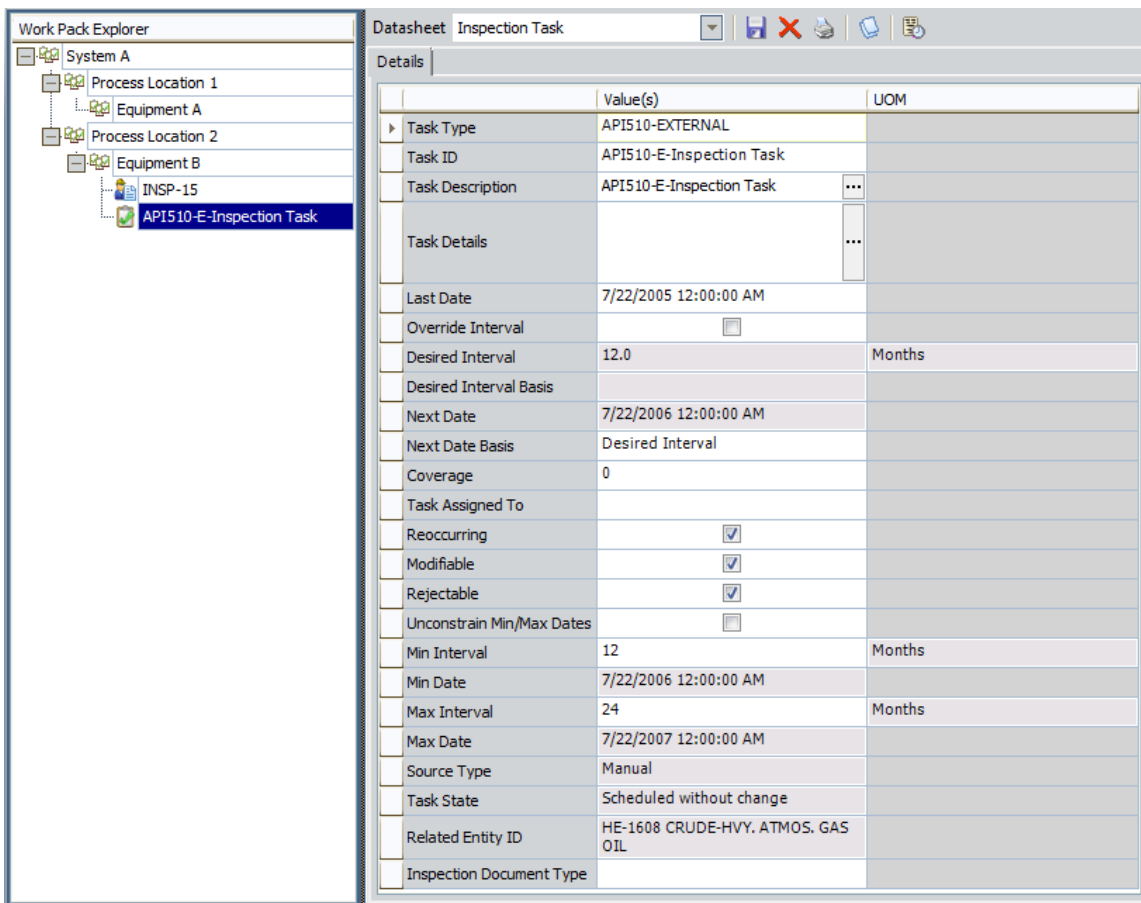 Work Pack Explorer
System A
Process Location 1
Equipment A
Process Location 2
Equipment B
INSP-15
API510-E-Inspection Task
Datasheet Inspection Task
Details
Value(s) UOM
Task Type API510-EXTERNAL
Task ID API510-E-Inspection Task
Task Description API510-E-Inspection Task ...
Task Details ...
Last Date 7/22/2005 12:00:00 AM
Override Interval
Desired Interval 12.0 Months
Desired Interval Basis
Next Date 7/22/2006 12:00:00 AM
Next Date Basis Desired Interval
Coverage 0
Task Assigned To
Reoccurring
Modifiable
Rejectable
Unconstrain Min/Max Dates
Min Interval 12 Months
Min Date 7/22/2006 12:00:00 AM
Max Interval 24 Months
Max Date 7/22/2007 12:00:00 AM
Source Type Manual
Task State Scheduled without change
Related Entity ID HE-1608 CRUDE-HVY. ATMOS. GAS
OIL
Inspection Document Type